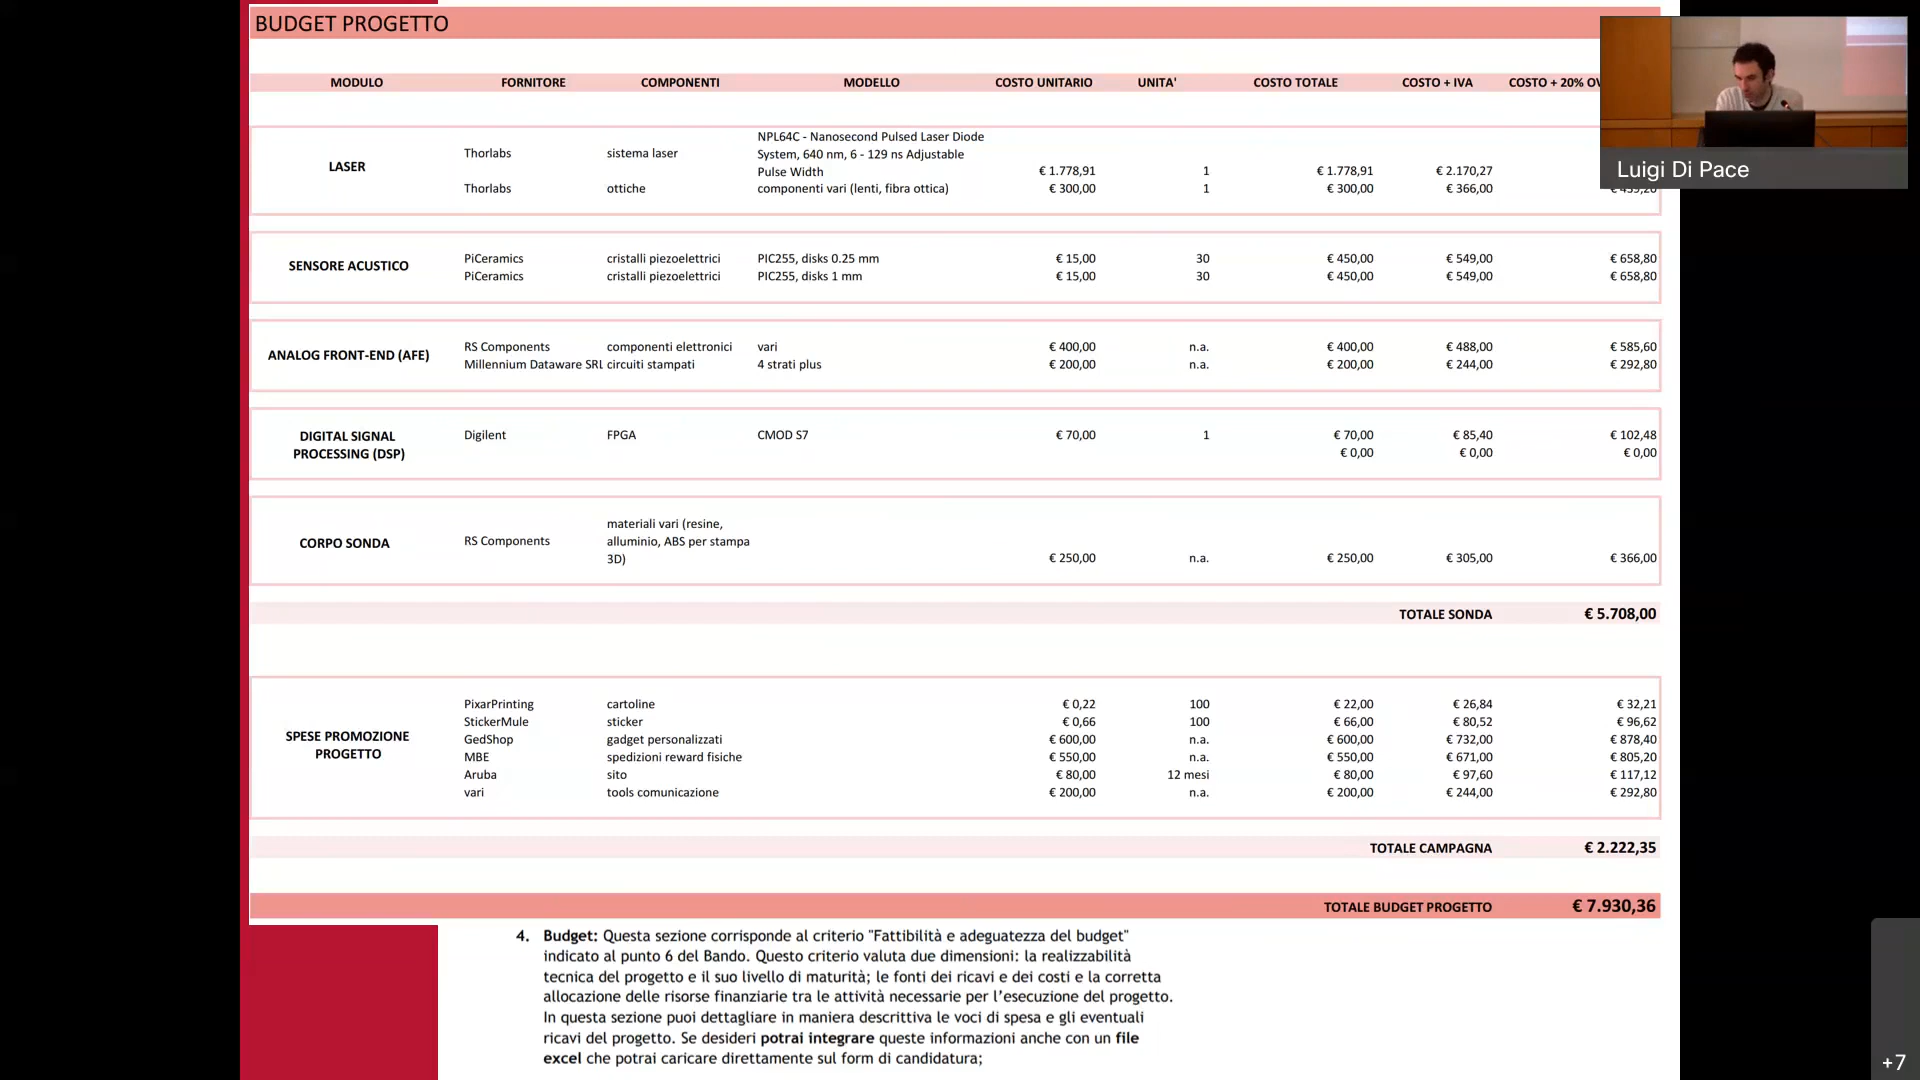 BUDGET PROGETTO
MODULO FORNITORE COMPONENTI MODELLO COSTO UNITARIO UNITA' COSTO TOTALE COSTO + IVA COSTO + 20%
NPL64C - Nanosecond Pulsed Laser Diode
Thorlabs sistema laser System, 640 nm, 6 - 129 ns Adjustable
LASER
Pulse Width € 1.778,91 1 € 1.778,91 € 2.170,27
Thorlabs ottiche componenti vari (lenti, fibra ottica) € 300,00 1 € 300,00 € 366,00
PiCeramics cristalli piezoelettrici PIC255, disks 0.25 mm € 15,00 30 € 450,00 € 549,00 € 658,80
SENSORE ACUSTICO
PiCeramics cristalli piezoelettrici PIC255, disks 1 mm € 15,00 30 € 450,00 € 549,00 € 658,80
RS Components componenti elettronici vari € 400,00 n.a. € 400,00 € 488,00 € 585,60
ANALOG FRONT-END (AFE)
Millennium Dataware SRL circuiti stampati 4 strati plus € 200,00 n.a. € 200,00 € 244,00 € 292,80
DIGITAL SIGNAL Digilent FPGA CMOD S7 € 70,00 1 € 70,00 € 85,40 € 102,48
PROCESSING (DSP) € 0,00 € 0,00 € 0,00
materiali vari (resine,
CORPO SONDA RS Components alluminio, ABS per stampa
3D) € 250,00 n.a. € 250,00 € 305,00 € 366,00
TOTALE SONDA € 5.708,00
PixarPrinting cartoline € 0,22 100 € 22,00 € 26,84 € 32,21
StickerMule sticker € 0,66 100 € 66,00 € 80,52 € 96,62
SPESE PROMOZIONE GedShop gadget personalizzati € 600,00 n.a. € 600,00 € 732,00 € 878,40
PROGETTO MBE spedizioni reward fisiche € 550,00 n.a. € 550,00 € 671,00 € 805,20
Aruba sito € 80,00 12 mesi € 80,00 € 97,60 € 117,12
vari tools comunicazione € 200,00 n.a. € 200,00 € 244,00 € 292,80
TOTALE CAMPAGNA € 2.222,35
TOTALE BUDGET PROGETTO € 7.930,36
4. Budget: Questa sezione corrisponde al criterio "Fattibilità e adeguatezza del budget"
indicato al punto 6 del Bando. Questo criterio valuta due dimensioni: la realizzabilità
tecnica del progetto e il suo livello di maturità; le fonti dei ricavi e dei costi e la corretta
allocazione delle risorse finanziarie tra le attività necessarie per l'esecuzione del progetto.
In questa sezione puoi dettagliare in maniera descrittiva le voci di spesa e gli eventuali
ricavi del progetto. Se desideri potrai integrare queste informazioni anche con un file
excel che potrai caricare direttamente sul form di candidatura;
Luigi Di Pace
+7